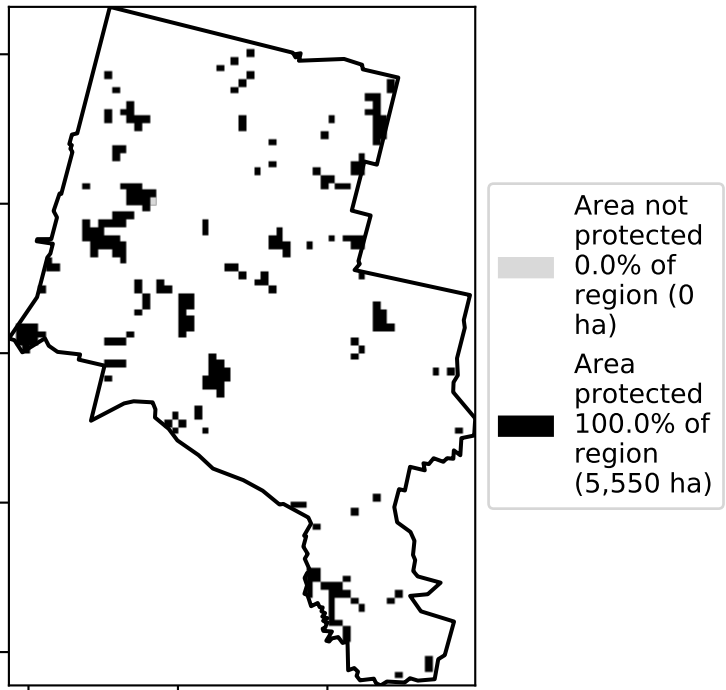 Area not
protected
0.0% of
region (0
ha)
Area
protected
100.0% of
region
(5,550 ha)